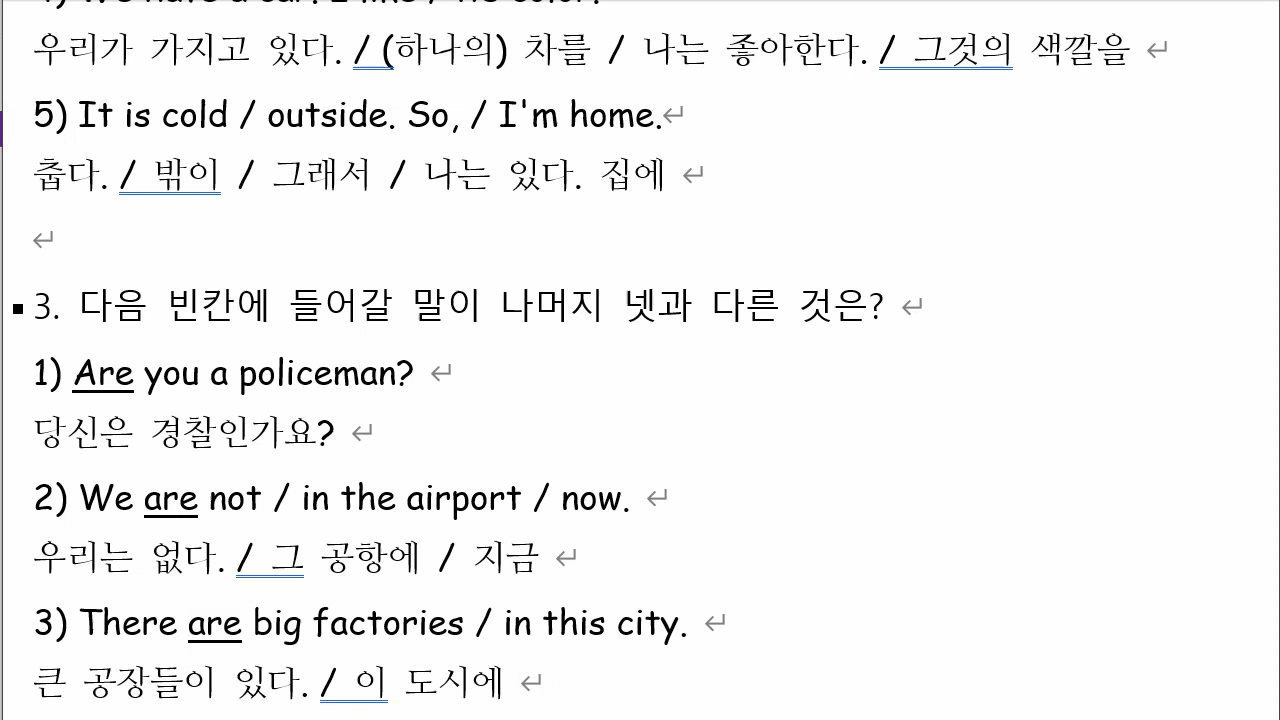 우리가 가지고 있다. / (하나의) 차를 / 나는 좋아한다. / 그것의 색깔을
5) It is cold / outside. So, / I'm home.
춥다. / 밖이 / 그래서 / 나는 있다. 집에
3. 다음 빈칸에 들어갈 말이 나머지 넷과 다른 것은?
1) Are you a policeman?
당신은 경찰인가요?
2) We are not / in the airport / now.
우리는 없다. / 그 공항에 / 지금
3) There are big factories / in this city.
큰 공장들이 있다. / 이 도시에